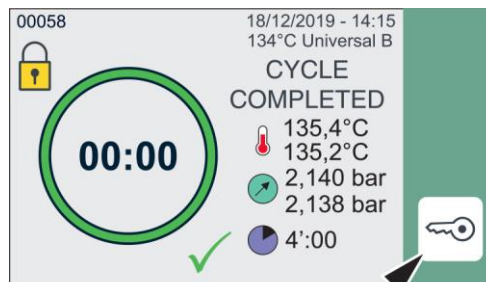 00058
18/12/2019 - 14:15
134°C Universal B
CYCLE
COMPLETED
00:00
135,4°C
135,2°C
2,140 bar
2,138 bar
4':00